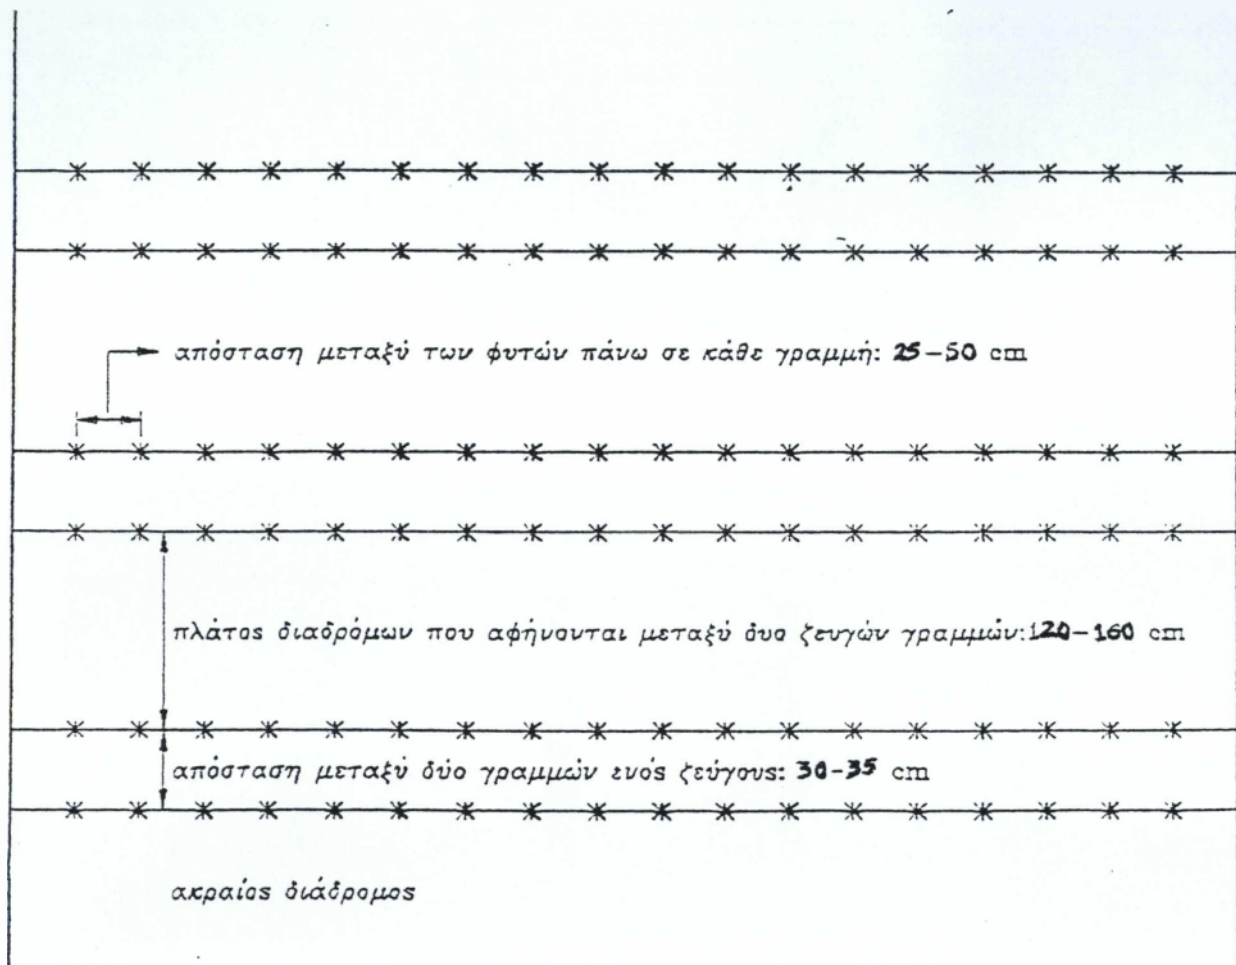 απόσταση μεταξύ των φυτών πάνω σε κάθε γραμμή: 25-50 cm
πλάτος διαδρόμων που αφήνονται μεταξύ δυο ζευγών γραμμών:120-160 cm
απόσταση μεταξύ δύο γραμμών ενός ζεύγους: 30-35 cm
ακραίος διάδρομος